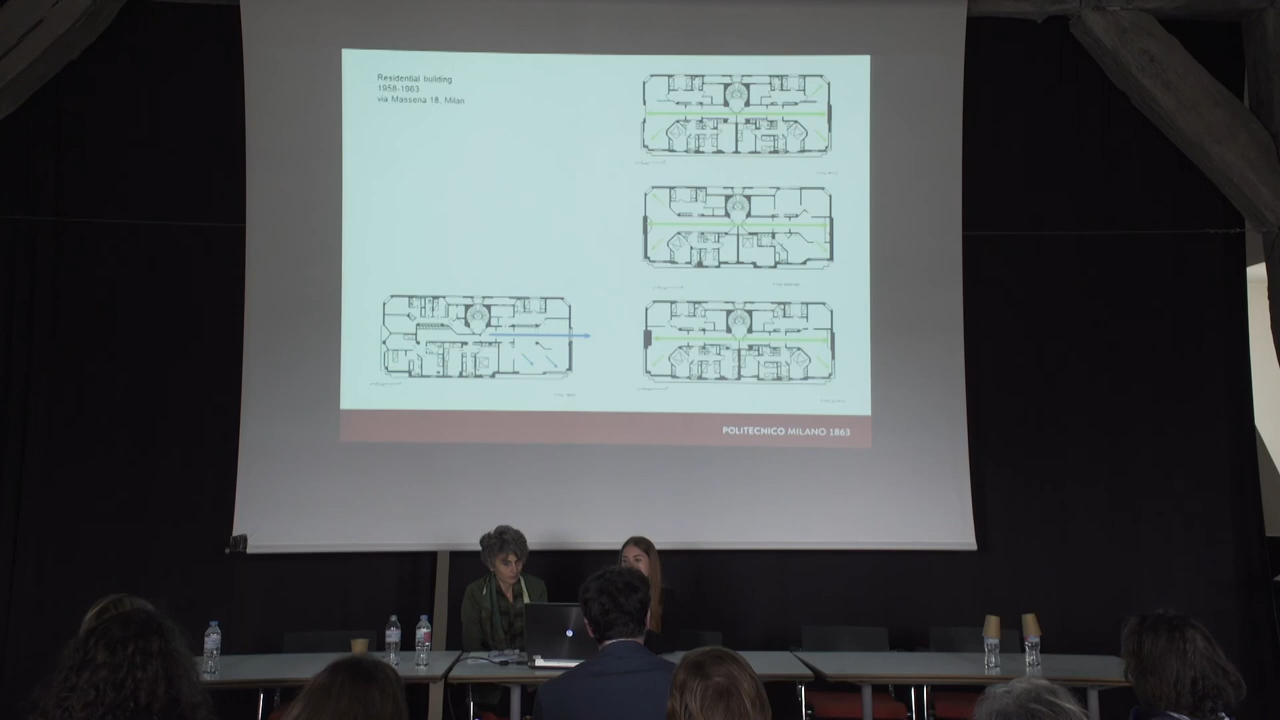 Residential building
1958-1963
via Massena 18, Milan
POLITECNICO MILANO 1863